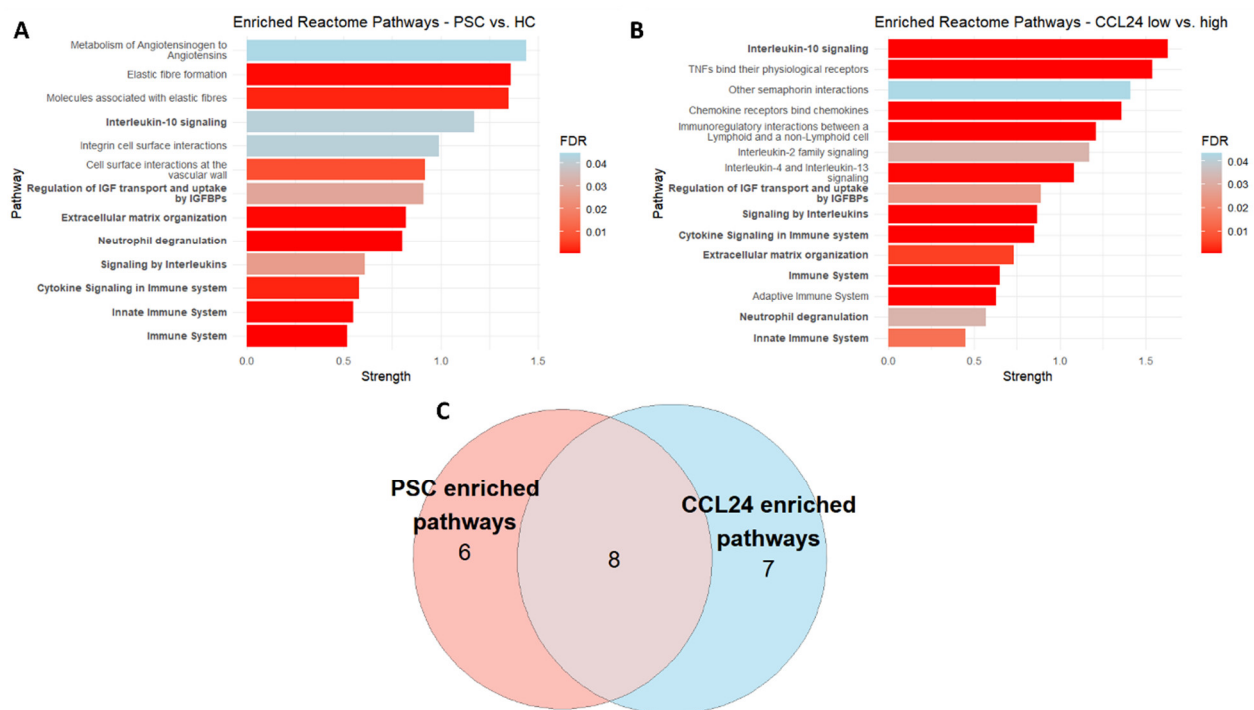 A
Enriched Reactome Pathways - PSC vs. HC
Pathway
Metabolism of Angiotensinogen to
Angiotensins
Elastic fibre formation
Molecules associated with elastic fibres
Interleukin-10 signaling
Integrin cell surface interactions
Cell surface interactions at the
vascular wall
Regulation of IGF transport and uptake
by IGFBPs
Extracellular matrix organization
Neutrophil degranulation
Signaling by Interleukins
Cytokine Signaling in Immune system
Innate Immune System
Immune System
0.0 0.5 1.0 1.5
Strength
FDR
0.04
0.03
0.02
0.01
B
Enriched Reactome Pathways - CCL24 low vs. high
Pathway
Interleukin-10 signaling
TNFs bind their physiological receptors
Other semaphorin interactions
Chemokine receptors bind chemokines
Immunoregulatory interactions between a
Lymphoid and a non-Lymphoid cell
Interleukin-2 family signaling
Interleukin-4 and Interleukin-13
signaling
Regulation of IGF transport and uptake
by IGFBPs
Signaling by Interleukins
Cytokine Signaling in Immune system
Extracellular matrix organization
Immune System
Adaptive Immune System
Neutrophil degranulation
Innate Immune System
0.0 0.5 1.0 1.5
Strength
FDR
0.04
0.03
0.02
0.01
C
PSC enriched
pathways
6
8
CCL24 enriched
pathways
7